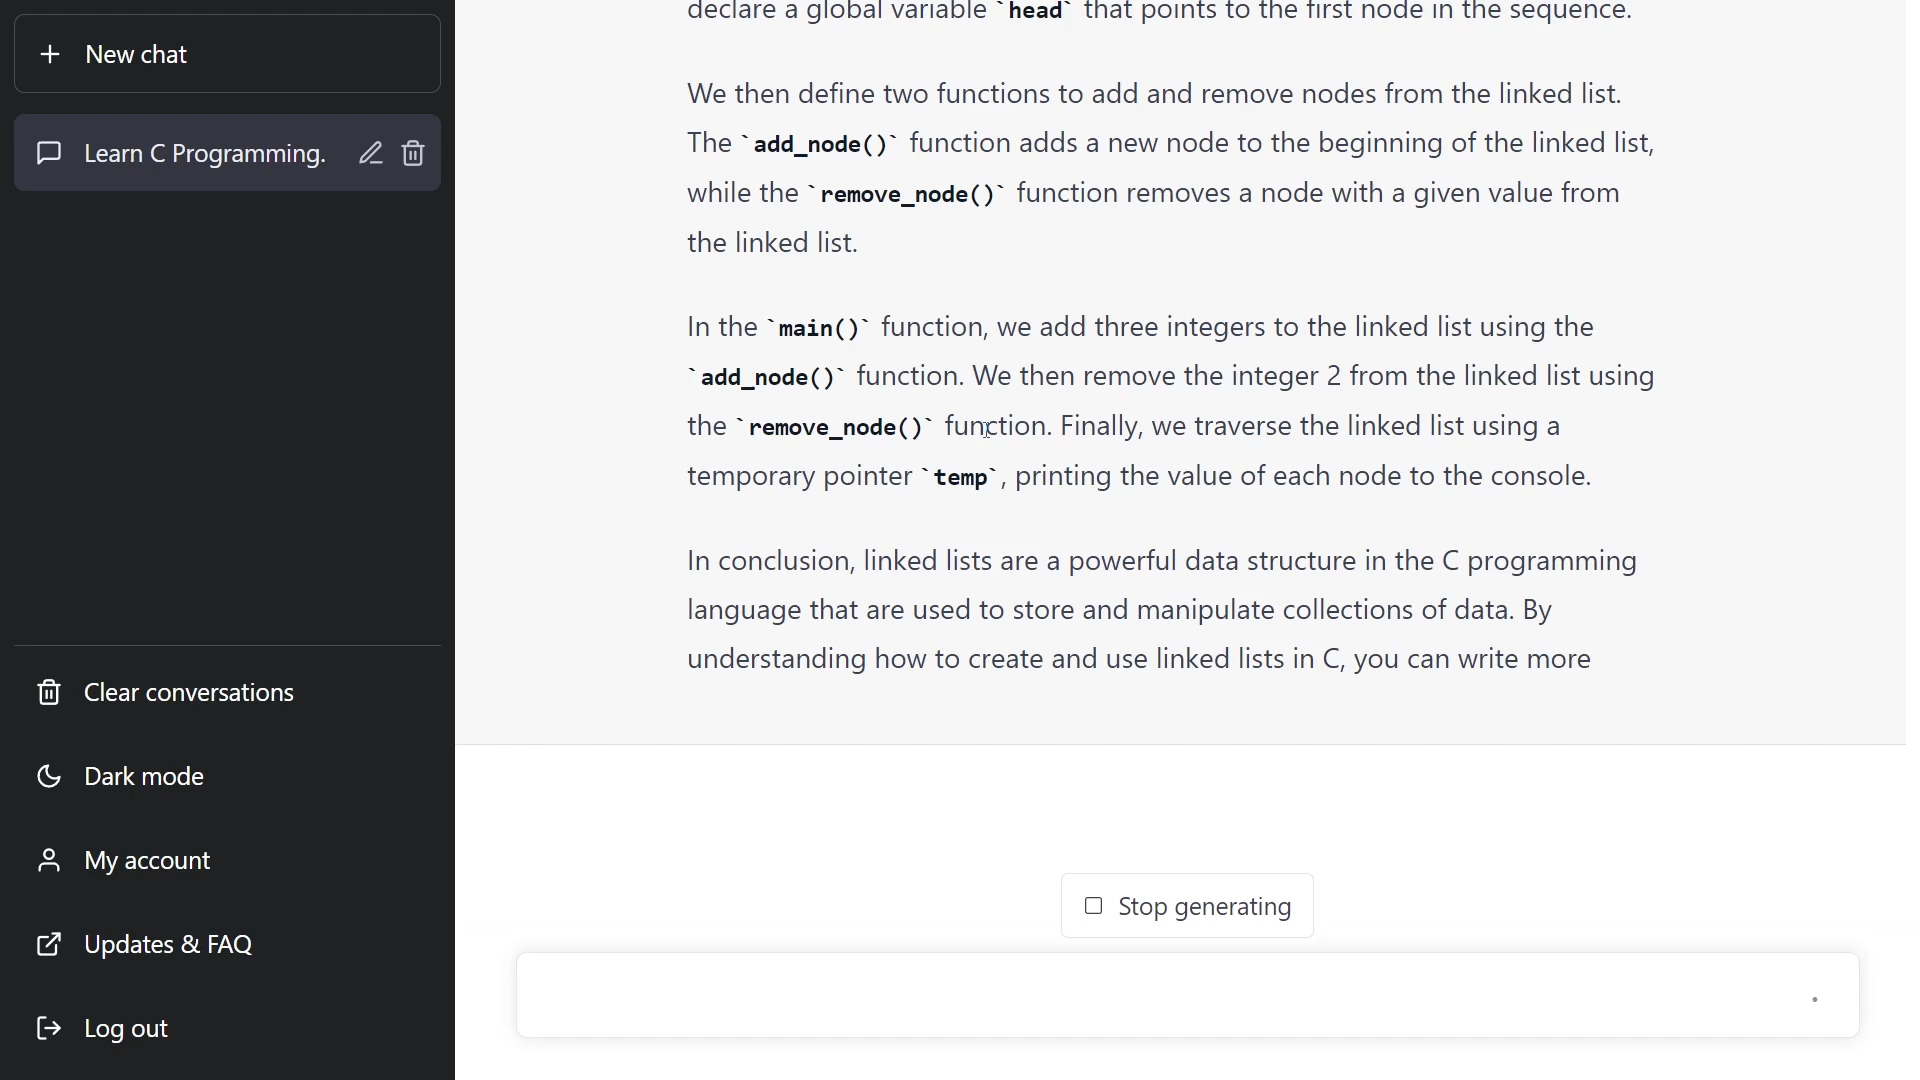 New chat
Learn C Programming.
Clear conversations
Dark mode
My account
Updates & FAQ
Log out
declare a global variable `head` that points to the first node in the sequence.
We then define two functions to add and remove nodes from the linked list.
The `add_node()` function adds a new node to the beginning of the linked list,
while the `remove_node()` function removes a node with a given value from
the linked list.
In the `main()` function, we add three integers to the linked list using the
`add_node()` function. We then remove the integer 2 from the linked list using
the `remove_node()` function. Finally, we traverse the linked list using a
temporary pointer `temp`, printing the value of each node to the console.
In conclusion, linked lists are a powerful data structure in the C programming
language that are used to store and manipulate collections of data. By
understanding how to create and use linked lists in C, you can write more
Stop generating